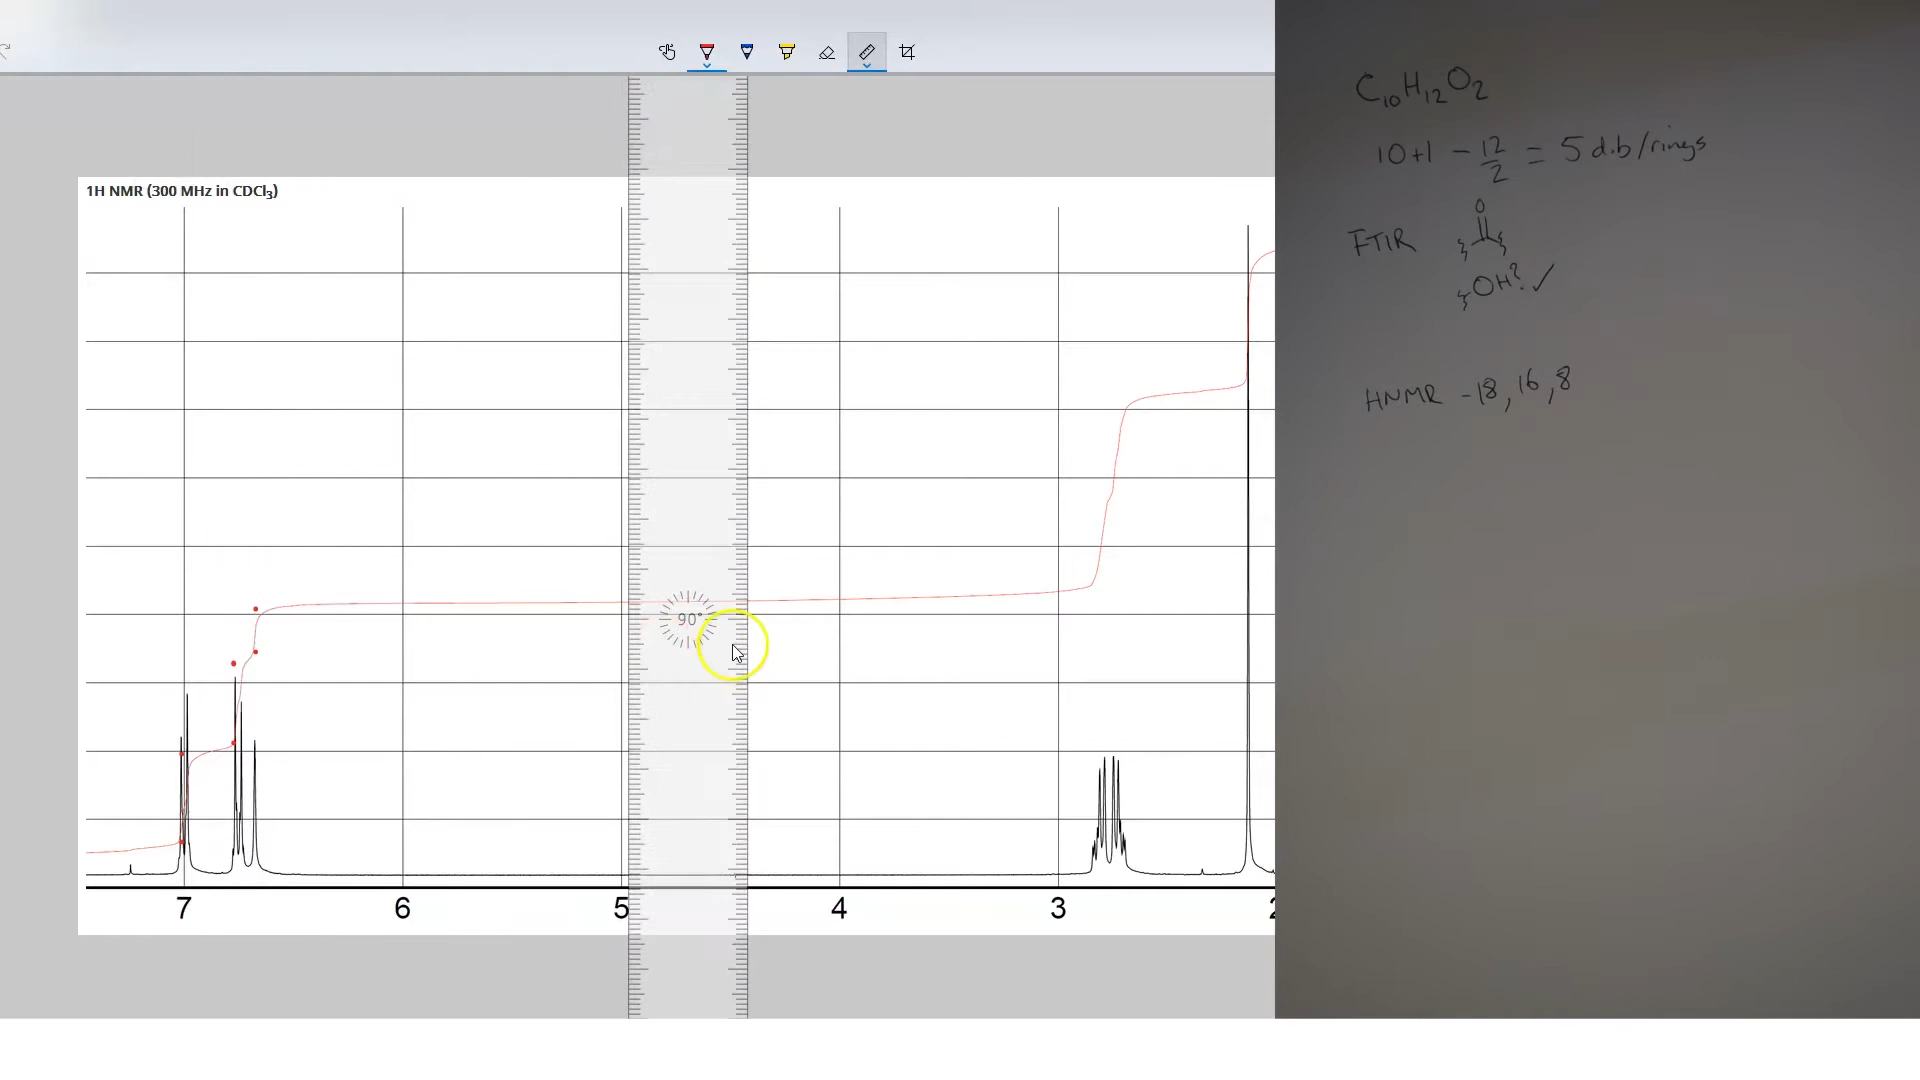 1H NMR (300 MHz in CDCl3)
90°
7 6 5 4 3 2
C10H12O2
10+1 - 12/2 = 5 d.b/rings
O
FTIR
OH? ✓
HNMR - 18, 16, 8